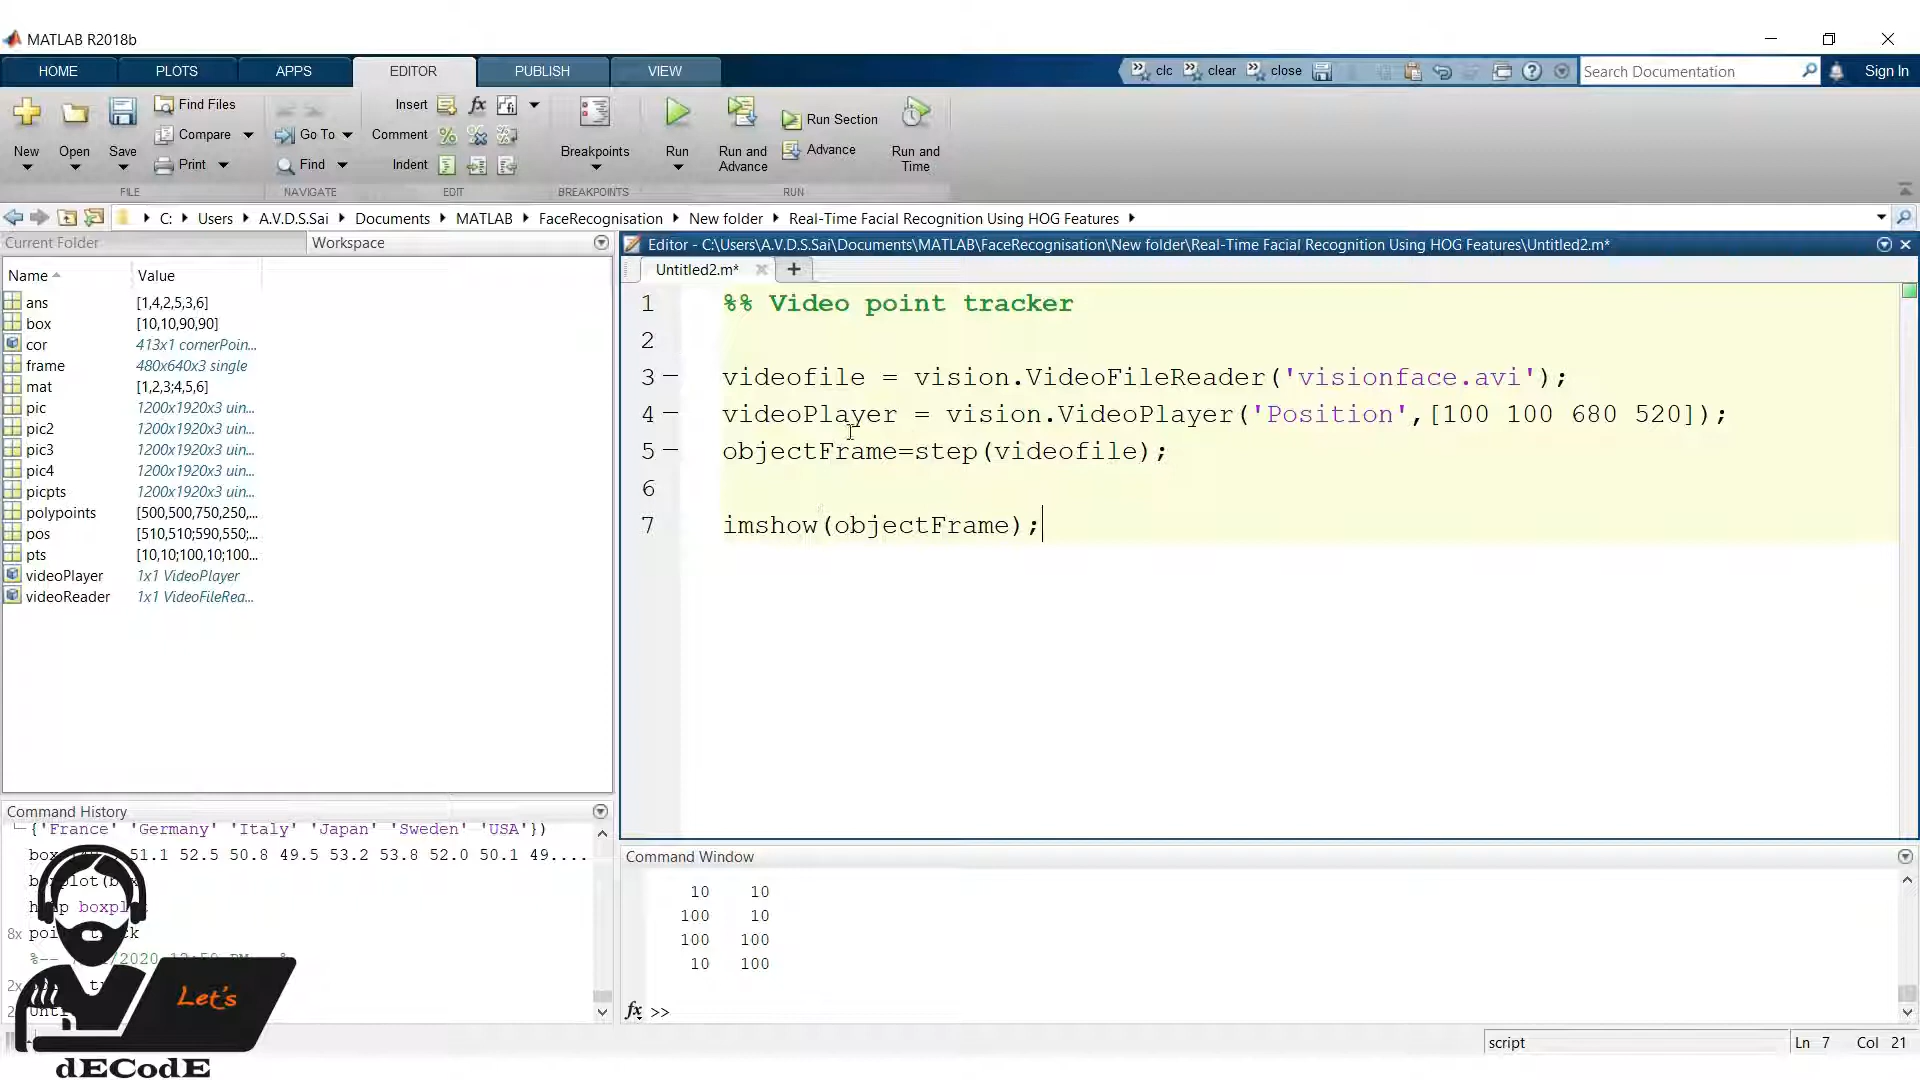 MATLAB R2018b
HOME PLOTS APPS EDITOR PUBLISH VIEW clc clear close Search Documentation Sign In
New Open Save Find Files Compare Print
FILE
Go To Find
NAVIGATE
Insert fx
Comment
Indent
EDIT
Breakpoints
BREAKPOINTS
Run Run and Advance Run Section Advance Run and Time
RUN
C: Users A.V.D.S.Sai Documents MATLAB FaceRecognisation New folder Real-Time Facial Recognition Using HOG Features
Current Folder Workspace
Name Value
ans [1,4,2,5,3,6]
box [10,10,90,90]
cor 413x1 cornerPoin...
frame 480x640x3 single
mat [1,2,3;4,5,6]
pic 1200x1920x3 uin...
pic2 1200x1920x3 uin...
pic3 1200x1920x3 uin...
pic4 1200x1920x3 uin...
picpts 1200x1920x3 uin...
polypoints [500,500,750,250,...
pos [510,510;590,550;...
pts [10,10;100,10;100...
videoPlayer 1x1 VideoPlayer
videoReader 1x1 VideoFileRea...
Editor - C:\Users\A.V.D.S.Sai\Documents\MATLAB\FaceRecognisation\New folder\Real-Time Facial Recognition Using HOG Features\Untitled2.m*
Untitled2.m*
1 %% Video point tracker
2
3 videofile = vision.VideoFileReader('visionface.avi');
4 videoPlayer = vision.VideoPlayer('Position',[100 100 680 520]);
5 objectFrame=step(videofile);
6
7 imshow(objectFrame);
Command History
{'France' 'Germany' 'Italy' 'Japan' 'Sweden' 'USA'})
51.1 52.5 50.8 49.5 53.2 53.8 52.0 50.1 49....
8x
2x
Let's
dECodE
Command Window
10 10
100 10
100 100
10 100
fx >>
script Ln 7 Col 21